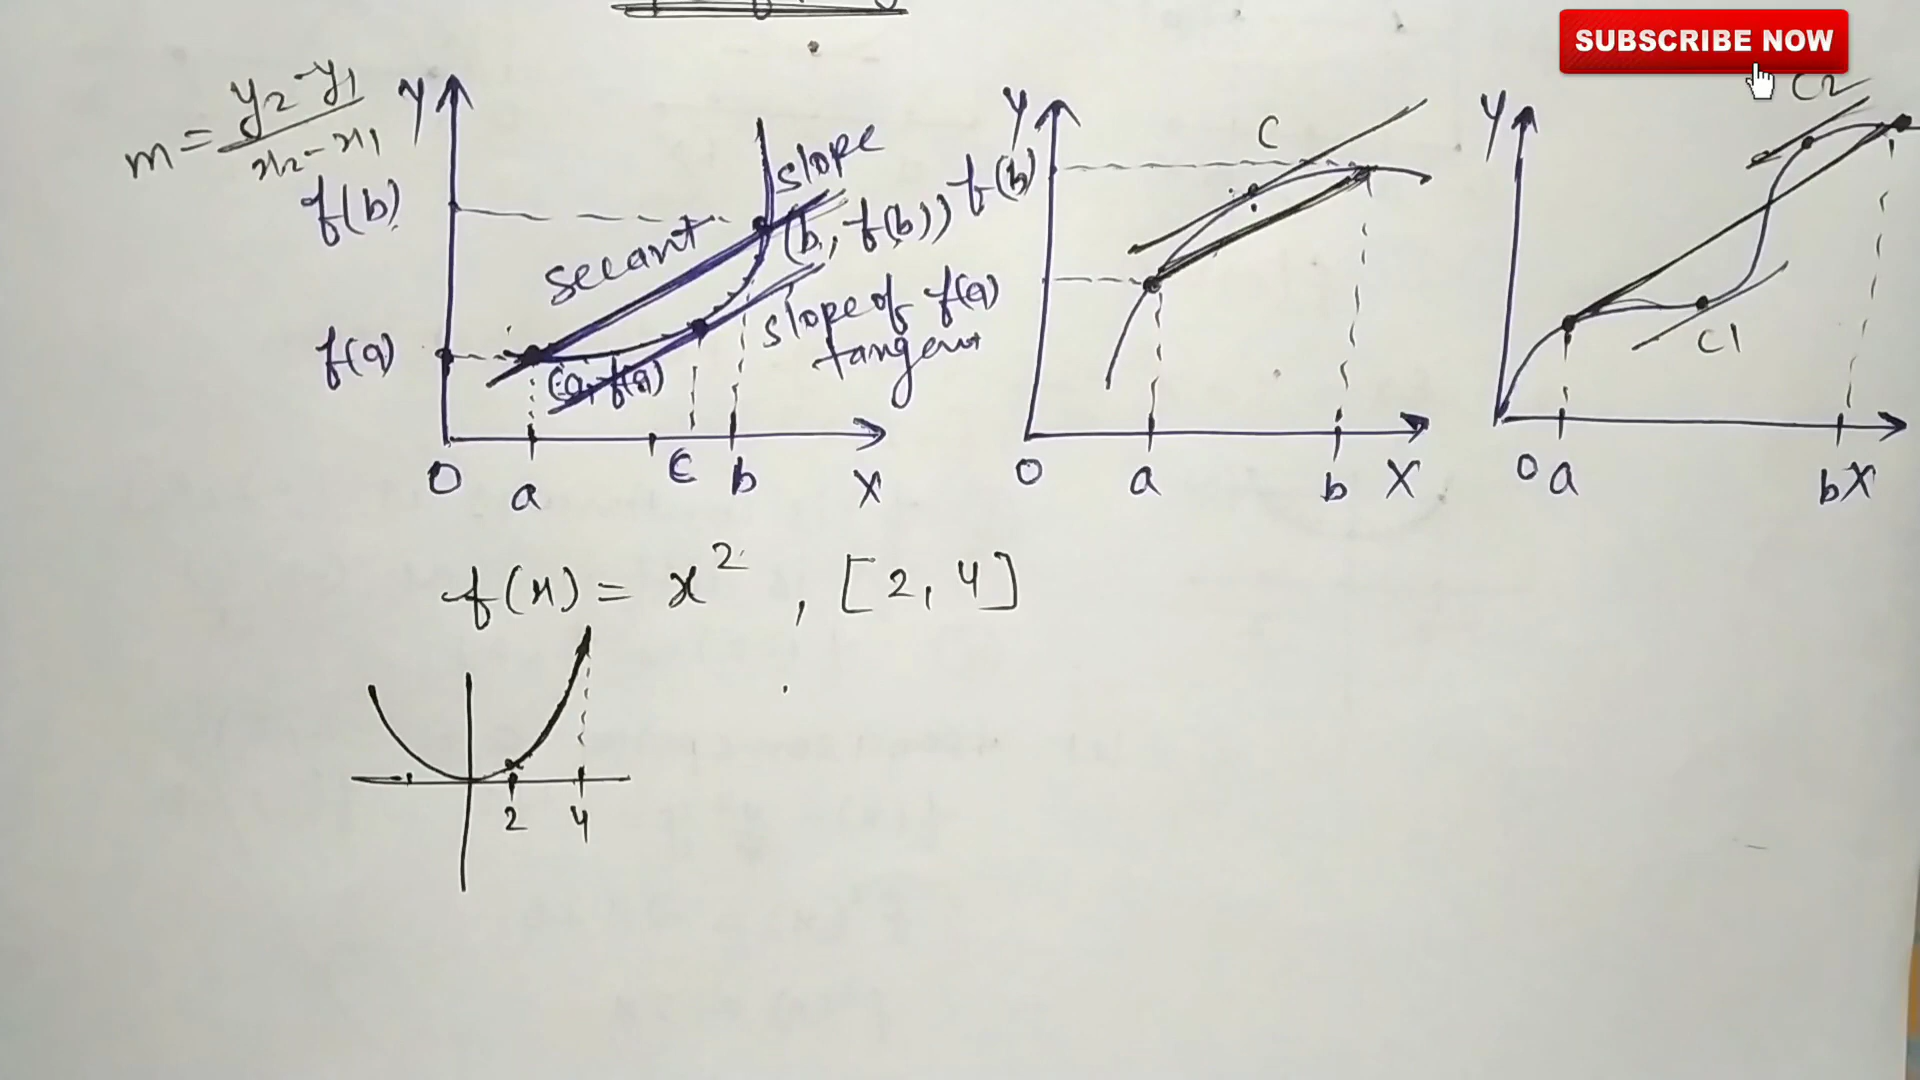 SUBSCRIBE NOW
m = y2 - y1 / x2 - x1
Y
f(b)
f(a)
secant
slope
(b, f(b))
(a, f(a))
slope of f(a)
tangent
O a c b X
Y
f(b)
C
O a b X
Y
C2
C1
O a b X
f(x) = x² , [2, 4]
2 4